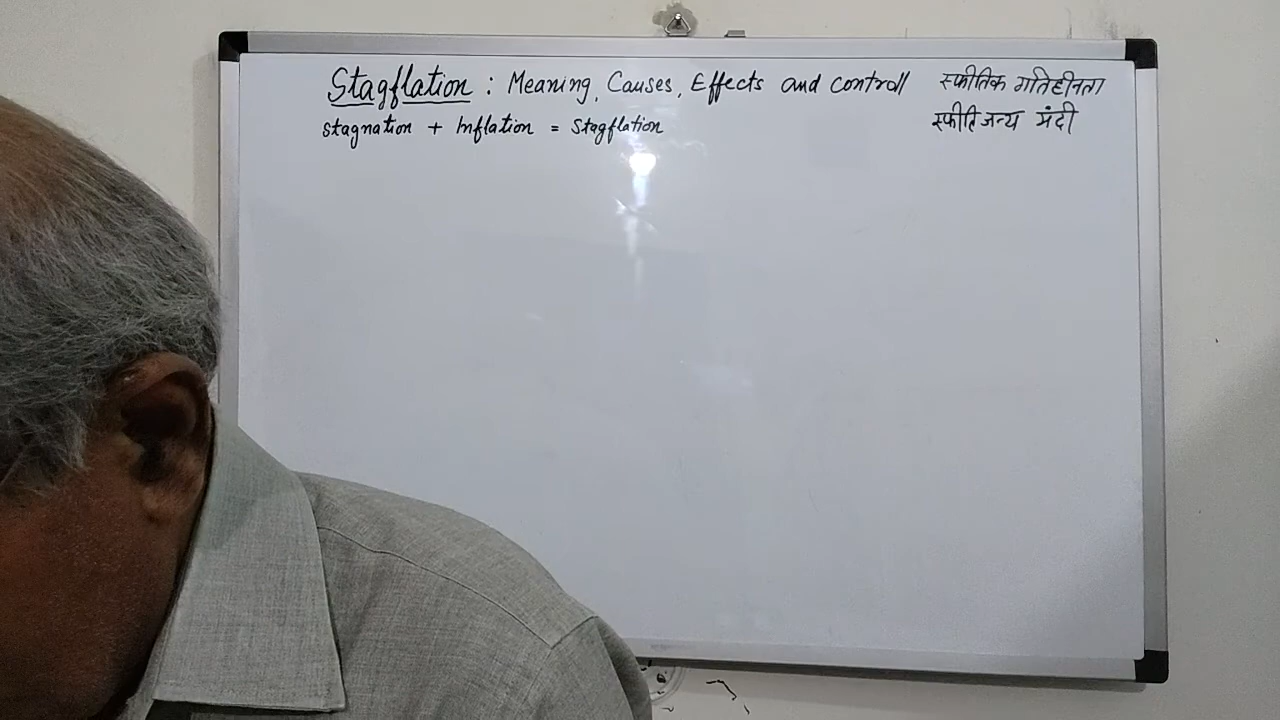 Stagflation : Meaning, Causes, Effects and controll
स्फीतिक गतिहीनता
Stagnation + Inflation = Stagflation
स्फीति जन्य मंदी